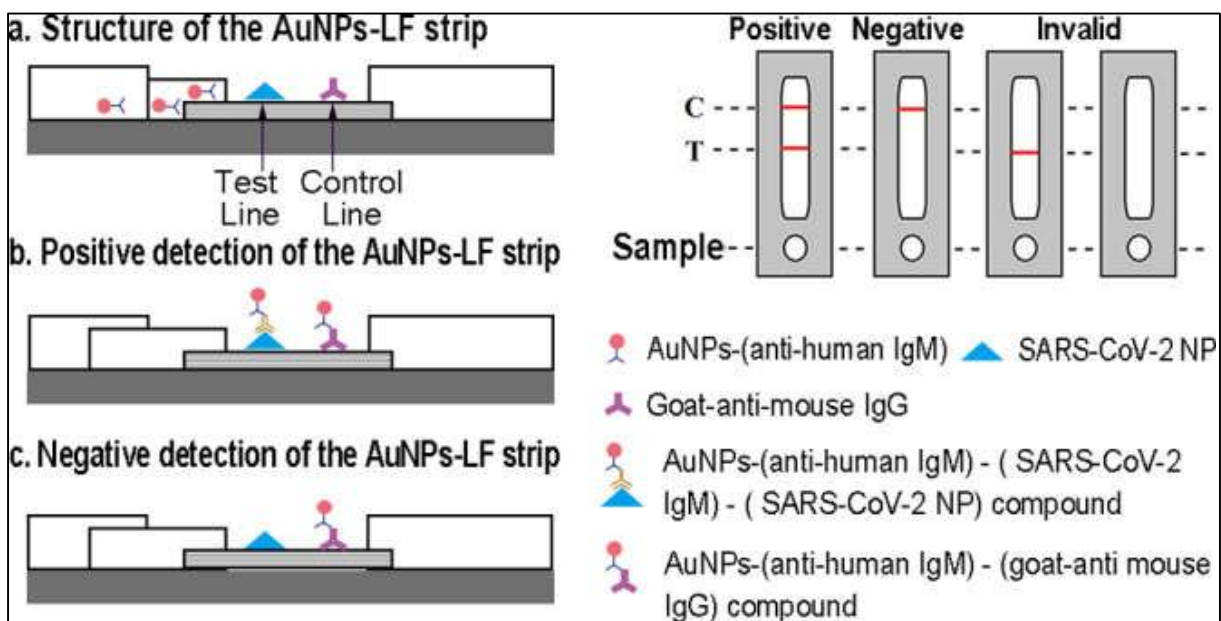 a. Structure of the AuNPs-LF strip
Test Control
Line Line
b. Positive detection of the AuNPs-LF strip
c. Negative detection of the AuNPs-LF strip
Positive Negative Invalid
C
T
Sample
AuNPs-(anti-human IgM) SARS-CoV-2 NP
Goat-anti-mouse IgG
AuNPs-(anti-human IgM) - ( SARS-CoV-2
IgM) - ( SARS-CoV-2 NP) compound
AuNPs-(anti-human IgM) - (goat-anti mouse
IgG) compound